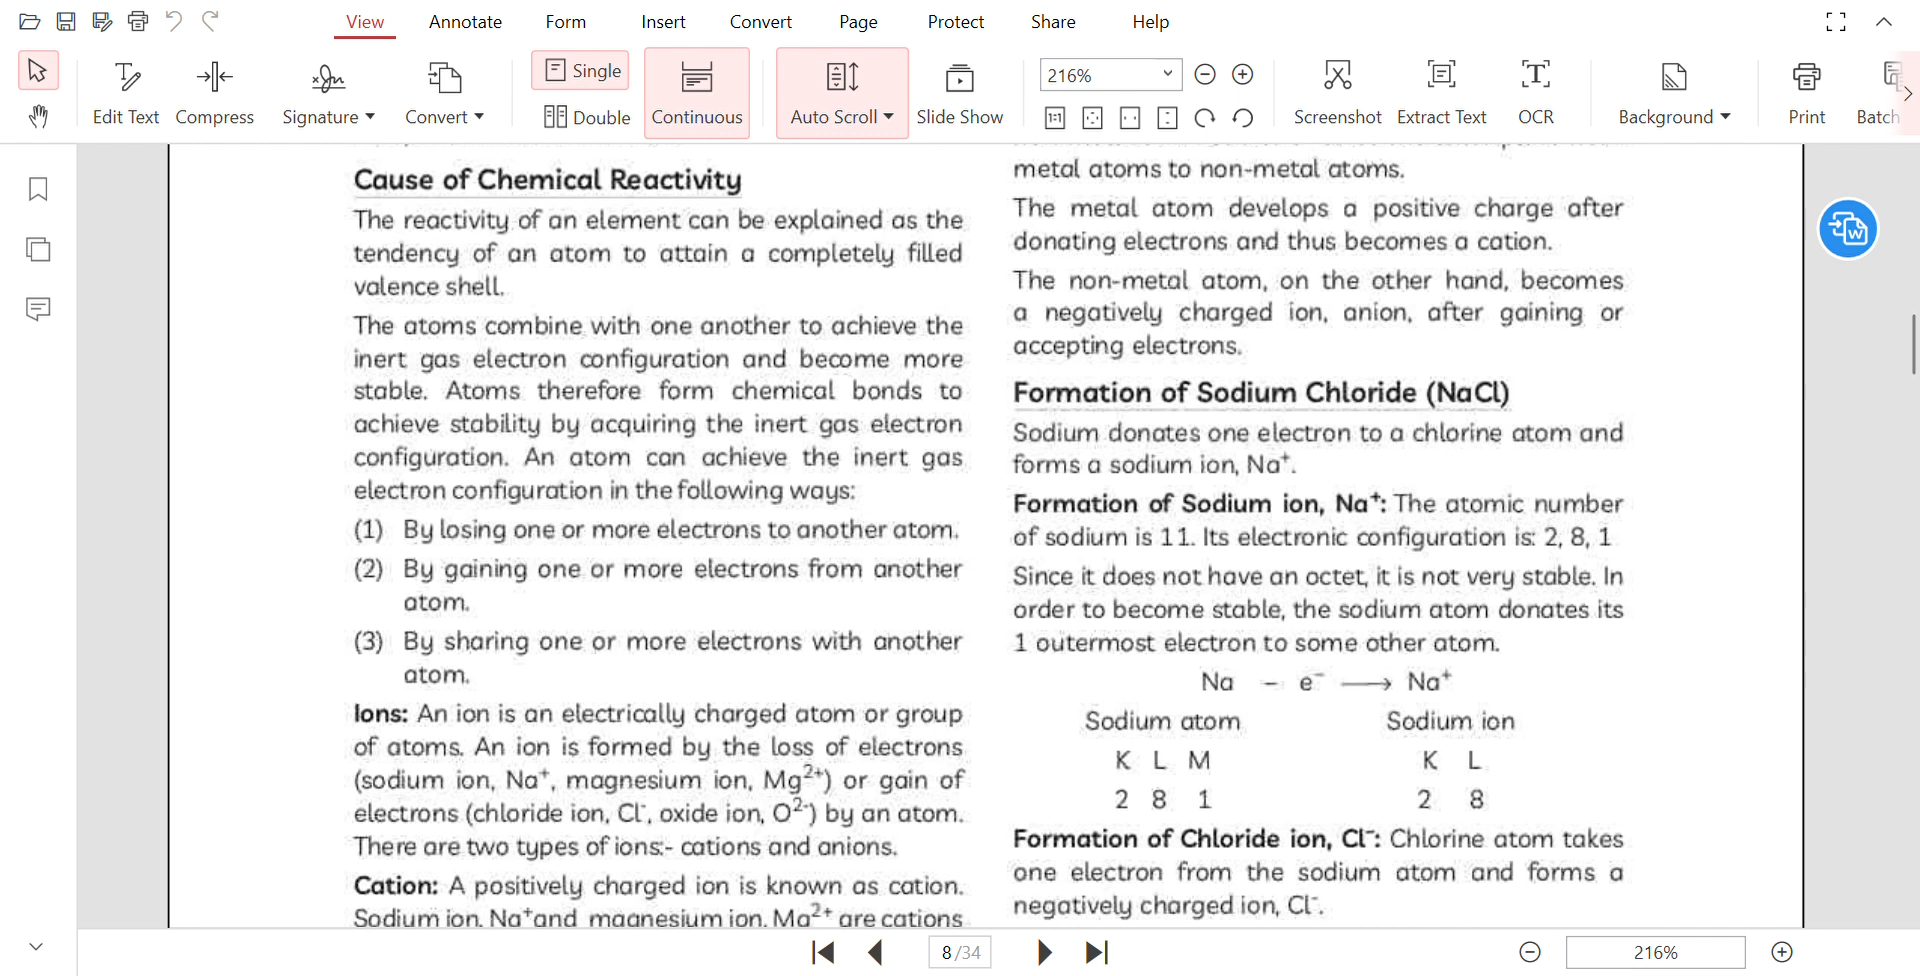 View Annotate Form Insert Convert Page Protect Share Help
Edit Text Compress Signature Convert Single Double Continuous Auto Scroll Slide Show 216% 1:1 Screenshot Extract Text OCR Background Print Batch
Cause of Chemical Reactivity
The reactivity of an element can be explained as the
tendency of an atom to attain a completely filled
valence shell.
The atoms combine with one another to achieve the
inert gas electron configuration and become more
stable. Atoms therefore form chemical bonds to
achieve stability by acquiring the inert gas electron
configuration. An atom can achieve the inert gas
electron configuration in the following ways:
(1) By losing one or more electrons to another atom.
(2) By gaining one or more electrons from another
atom.
(3) By sharing one or more electrons with another
atom.
Ions: An ion is an electrically charged atom or group
of atoms. An ion is formed by the loss of electrons
(sodium ion, Na⁺, magnesium ion, Mg²⁺) or gain of
electrons (chloride ion, Cl⁻, oxide ion, O²⁻) by an atom.
There are two types of ions:- cations and anions.
Cation: A positively charged ion is known as cation.
Sodium ion, Na⁺and magnesium ion, Mg²⁺ are cations
metal atoms to non-metal atoms.
The metal atom develops a positive charge after
donating electrons and thus becomes a cation.
The non-metal atom, on the other hand, becomes
a negatively charged ion, anion, after gaining or
accepting electrons.
Formation of Sodium Chloride (NaCl)
Sodium donates one electron to a chlorine atom and
forms a sodium ion, Na⁺.
Formation of Sodium ion, Na⁺: The atomic number
of sodium is 11. Its electronic configuration is: 2, 8, 1
Since it does not have an octet, it is not very stable. In
order to become stable, the sodium atom donates its
1 outermost electron to some other atom.
Na – e⁻ ⟶ Na⁺
Sodium atom Sodium ion
K L M K L
2 8 1 2 8
Formation of Chloride ion, Cl⁻: Chlorine atom takes
one electron from the sodium atom and forms a
negatively charged ion, Cl⁻.
8/34 216%